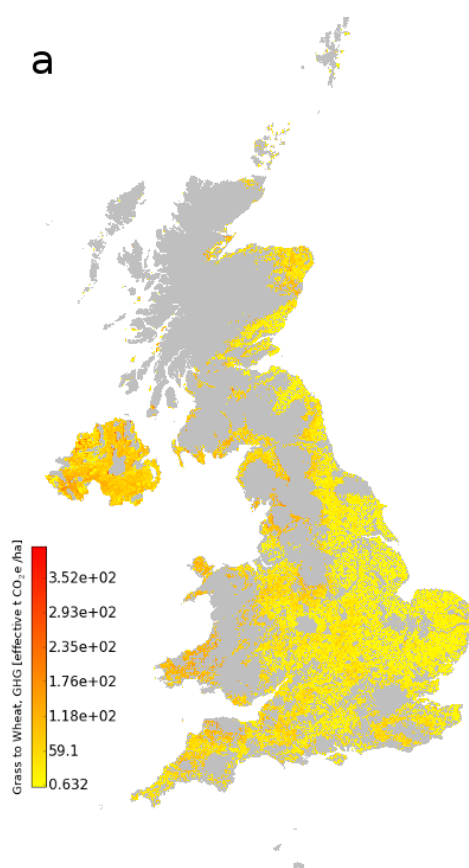 a
Grass to Wheat, GHG [effective t CO₂e /ha]
3.52e+02
2.93e+02
2.35e+02
1.76e+02
1.18e+02
59.1
0.632